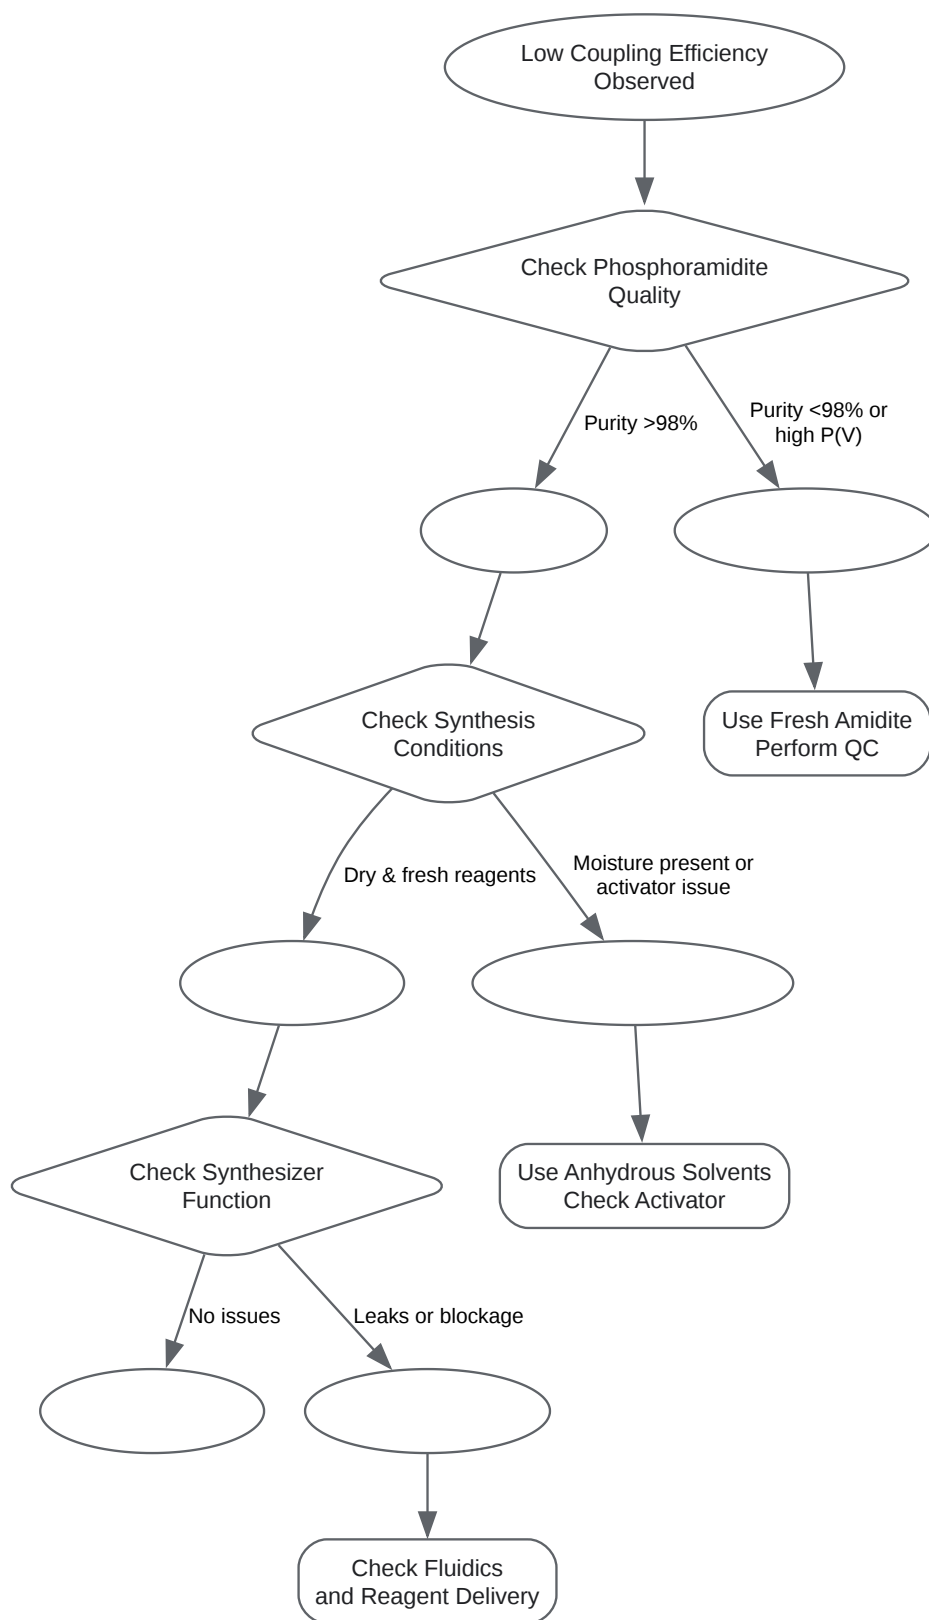 Low Coupling Efficiency
Observed
Check Phosphoramidite
Quality
Purity >98%
Purity <98% or
high P(V)
Check Synthesis
Conditions
Use Fresh Amidite
Perform QC
Dry & fresh reagents
Moisture present or
activator issue
Check Synthesizer
Function
Use Anhydrous Solvents
Check Activator
No issues
Leaks or blockage
Check Fluidics
and Reagent Delivery